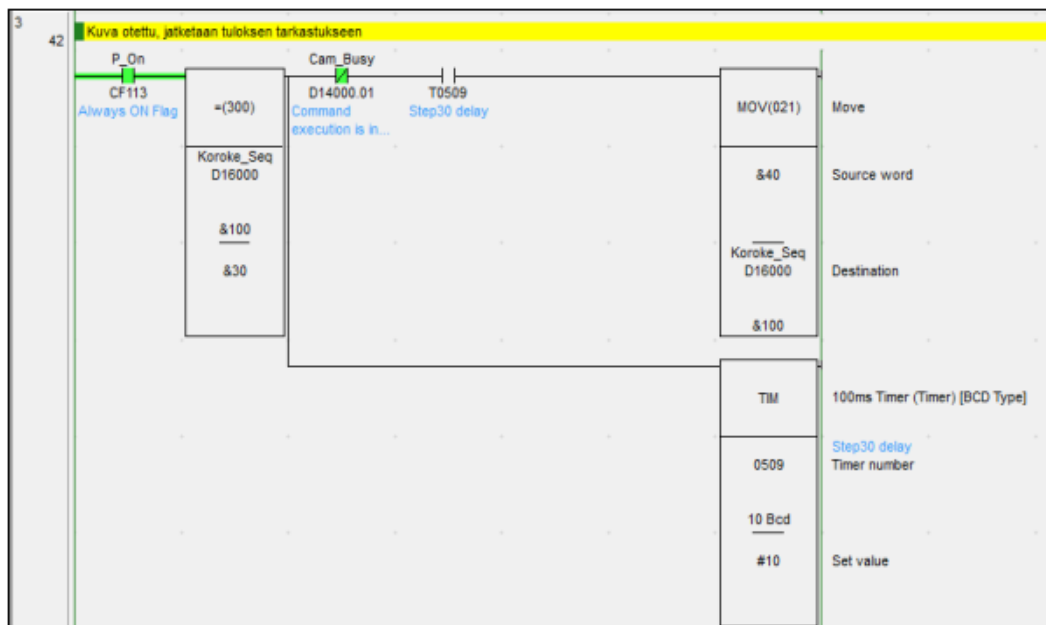 3
42
Kuva otettu, jatketaan tuloksen tarkastukseen
P_On
CF113
Always ON Flag
=(300)
Koroke_Seq
D16000
&100
&30
Cam_Busy
D14000.01
Command
execution is in...
T0509
Step30 delay
MOV(021)
Move
&40
Source word
Koroke_Seq
D16000
Destination
&100
TIM
100ms Timer (Timer) [BCD Type]
Step30 delay
0509
Timer number
10 Bcd
#10
Set value